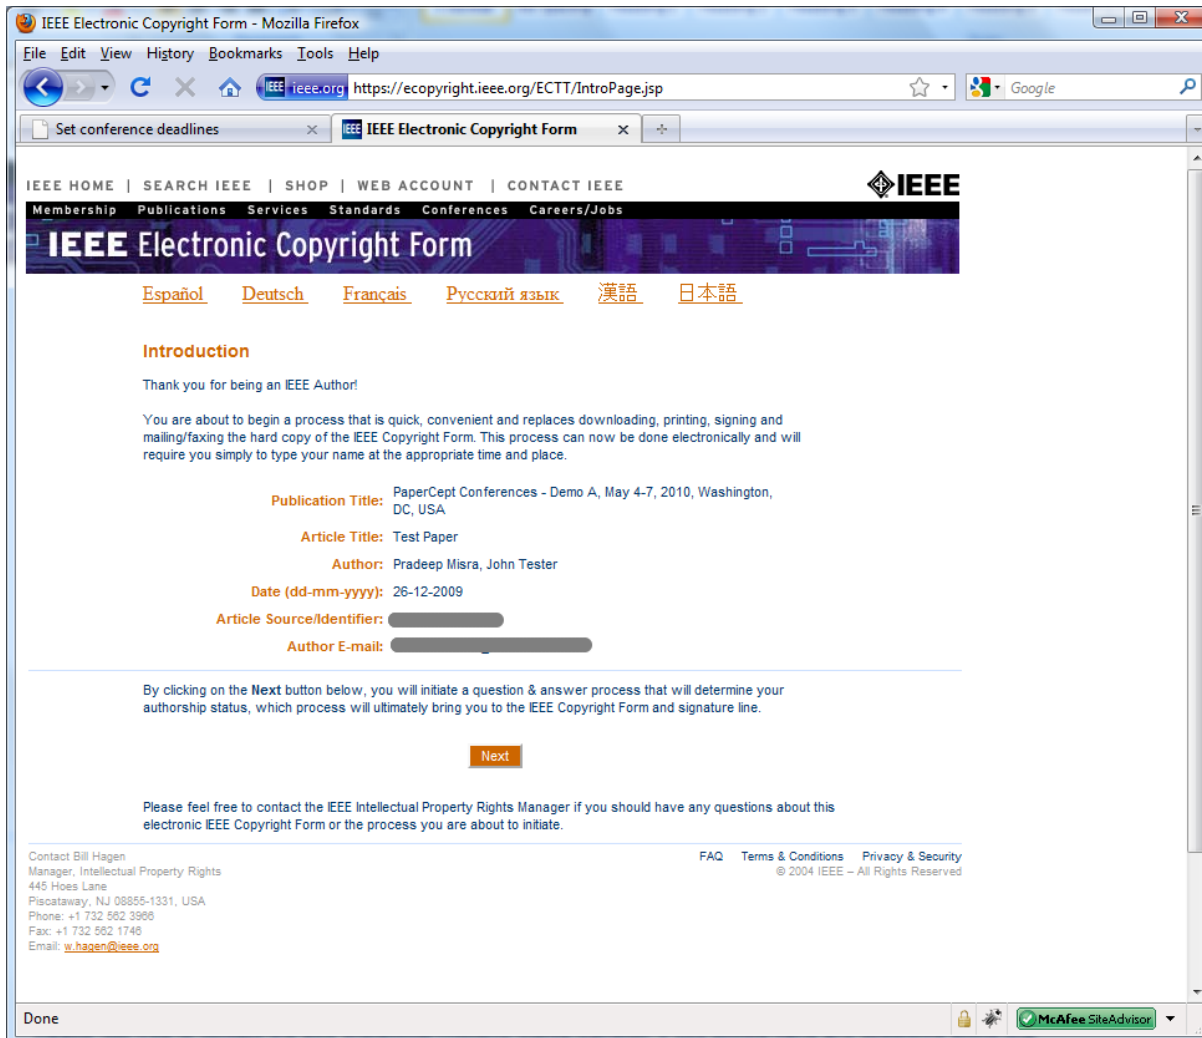 IEEE Electronic Copyright Form - Mozilla Firefox
File Edit View History Bookmarks Tools Help
IEEE ieee.org https://ecopyright.ieee.org/ECTT/IntroPage.jsp Google
Set conference deadlines IEEE IEEE Electronic Copyright Form
IEEE HOME | SEARCH IEEE | SHOP | WEB ACCOUNT | CONTACT IEEE IEEE
Membership Publications Services Standards Conferences Careers/Jobs
IEEE Electronic Copyright Form
Español Deutsch Français Русский язык 漢語 日本語
Introduction
Thank you for being an IEEE Author!
You are about to begin a process that is quick, convenient and replaces downloading, printing, signing and
mailing/faxing the hard copy of the IEEE Copyright Form. This process can now be done electronically and will
require you simply to type your name at the appropriate time and place.
Publication Title: PaperCept Conferences - Demo A, May 4-7, 2010, Washington,
DC, USA
Article Title: Test Paper
Author: Pradeep Misra, John Tester
Date (dd-mm-yyyy): 26-12-2009
Article Source/Identifier:
Author E-mail:
By clicking on the Next button below, you will initiate a question & answer process that will determine your
authorship status, which process will ultimately bring you to the IEEE Copyright Form and signature line.
Next
Please feel free to contact the IEEE Intellectual Property Rights Manager if you should have any questions about this
electronic IEEE Copyright Form or the process you are about to initiate.
Contact Bill Hagen
Manager, Intellectual Property Rights
445 Hoes Lane
Piscataway, NJ 08855-1331, USA
Phone: +1 732 562 3966
Fax: +1 732 562 1746
Email: w.hagen@ieee.org
FAQ Terms & Conditions Privacy & Security
© 2004 IEEE – All Rights Reserved
Done McAfee SiteAdvisor